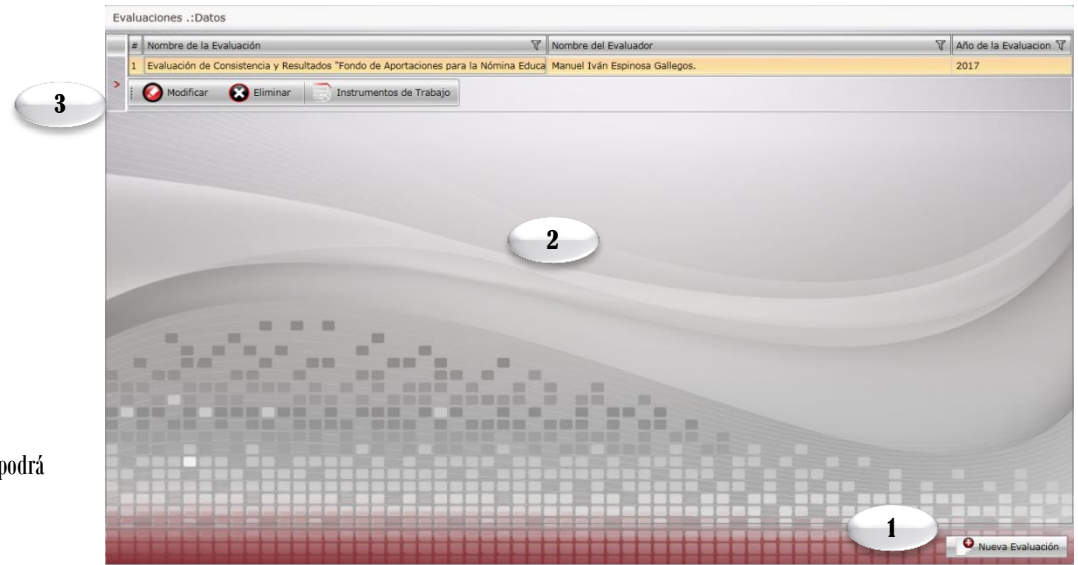 Evaluaciones .:Datos
# Nombre de la Evaluación Nombre del Evaluador Año de la Evaluacion
1 Evaluación de Consistencia y Resultados "Fondo de Aportaciones para la Nómina Educa Manuel Iván Espinosa Gallegos. 2017
Modificar Eliminar Instrumentos de Trabajo
3
2
podrá
1
Nueva Evaluación